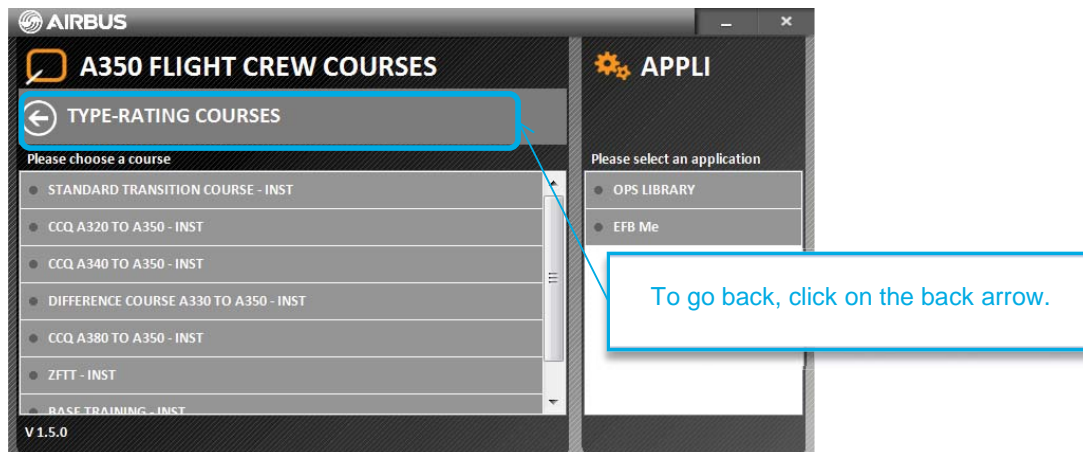 AIRBUS
A350 FLIGHT CREW COURSES
TYPE-RATING COURSES
Please choose a course
STANDARD TRANSITION COURSE - INST
CCQ A320 TO A350 - INST
CCQ A340 TO A350 - INST
DIFFERENCE COURSE A330 TO A350 - INST
CCQ A380 TO A350 - INST
ZFTT - INST
BASE TRAINING - INST
V 1.5.0
APPLI
Please select an application
OPS LIBRARY
EFB Me
To go back, click on the back arrow.